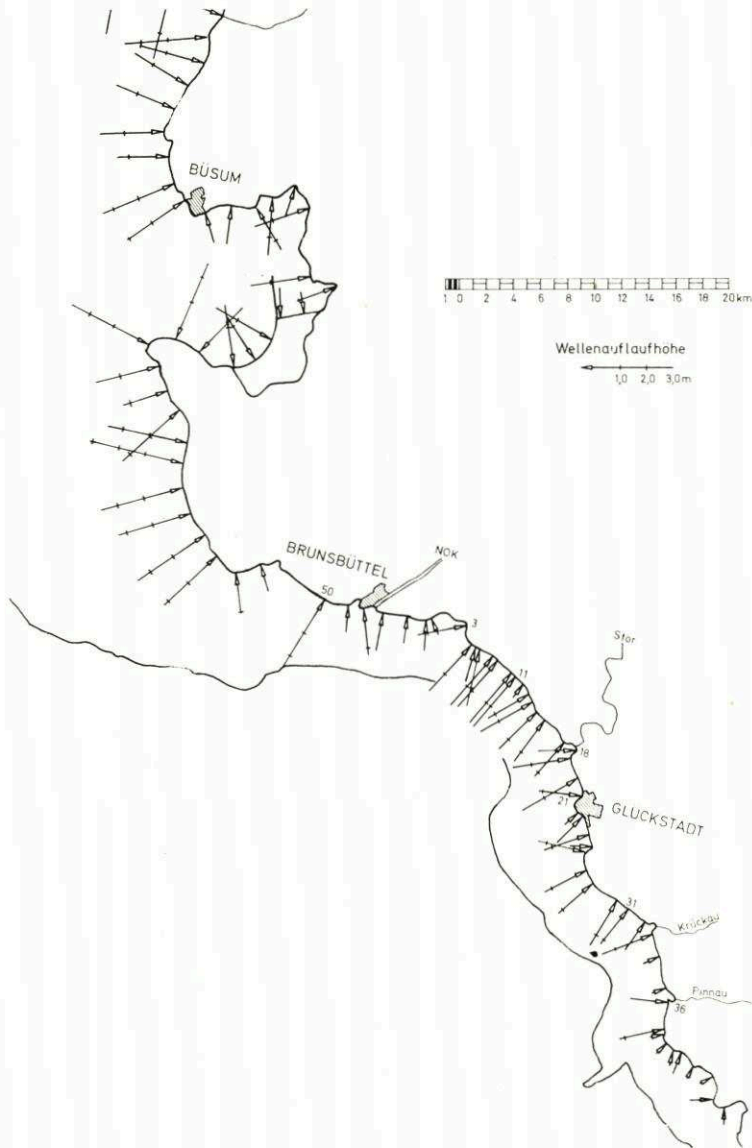 BÜSUM
1 0 2 4 6 8 10 12 14 16 18 20 km
Wellenauflaufhöhe
1,0 2,0 3,0 m
BRUNSBÜTTEL
NOK
50
3
Stör
11
18
21
GLÜCKSTADT
31
Krückau
Pinnau
36